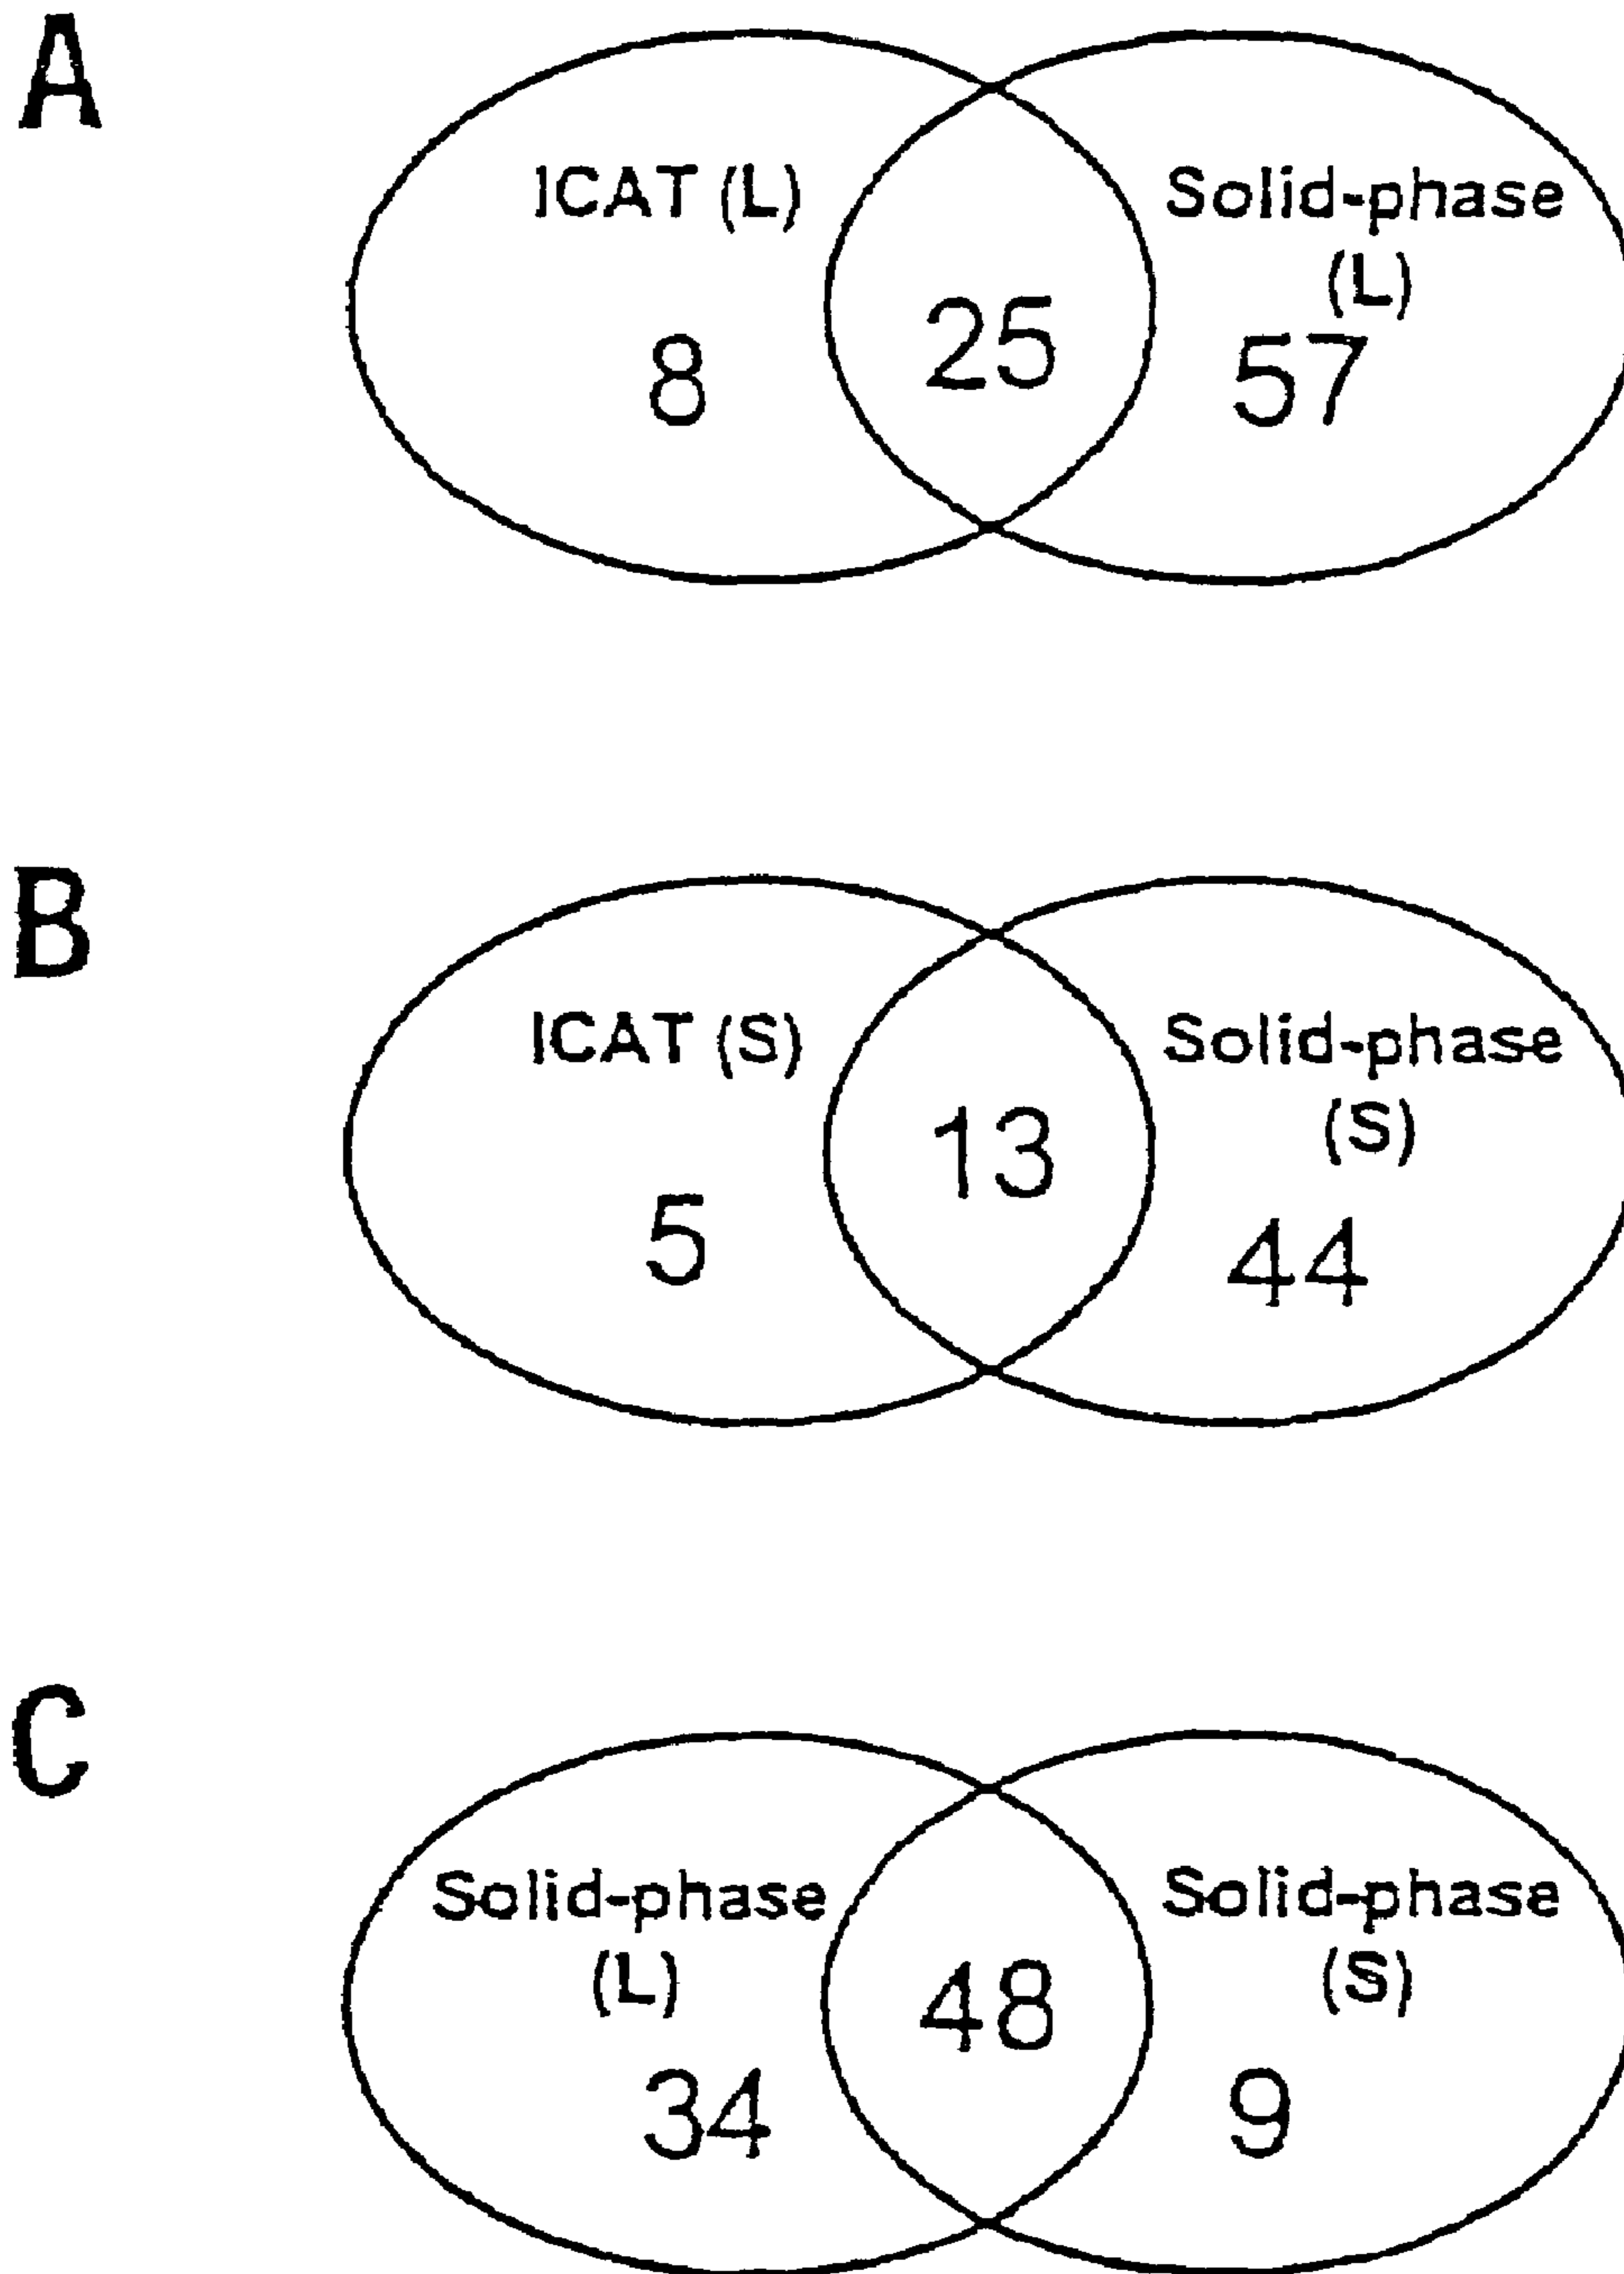 A
ICAT (L)
Solid-phase
(L)
8
25
57
B
ICAT (S)
Solid-phase
(S)
5
13
44
C
Solid-phase
(L)
Solid-phase
(S)
34
48
9